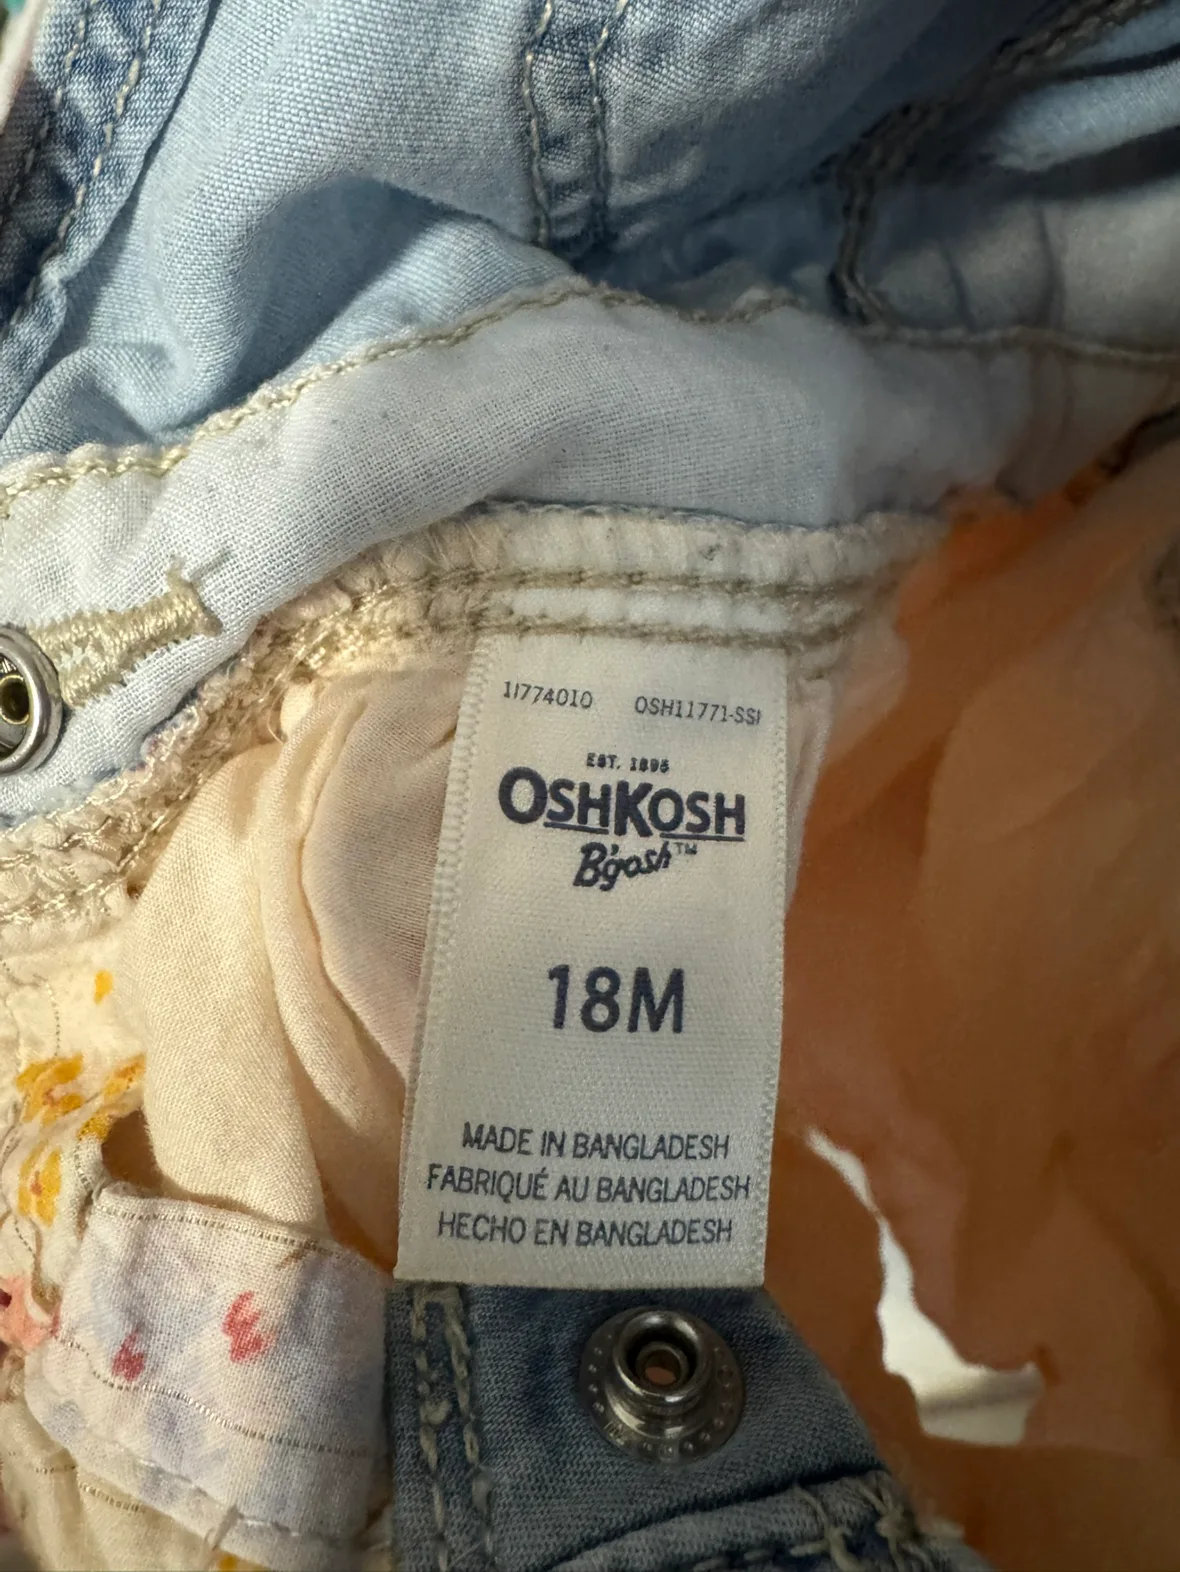 11774010 OSH11771-SSI
EST. 1895
OSHKOSH
B'gosh™
18M
MADE IN BANGLADESH
FABRIQUÉ AU BANGLADESH
HECHO EN BANGLADESH